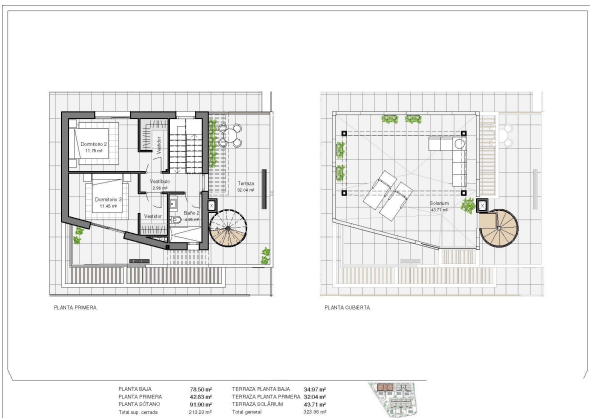 Dormitorio 2
11.75 m²
Vestidor
Vestíbulo
2.96 m²
Terraza
32.04 m²
Dormitorio 3
11.45 m²
Vestidor
Baño 2
Solarium
43.71 m²
PLANTA PRIMERA
PLANTA CUBIERTA
PLANTA BAJA 78.50 m² TERRAZA PLANTA BAJA 34.97 m²
PLANTA PRIMERA 42.83 m² TERRAZA PLANTA PRIMERA 32.04 m²
PLANTA SÓTANO 91.90 m² TERRAZA SOLÁRIUM 43.71 m²
Total sup. cerrada 213.23 m² Total general 323.95 m²